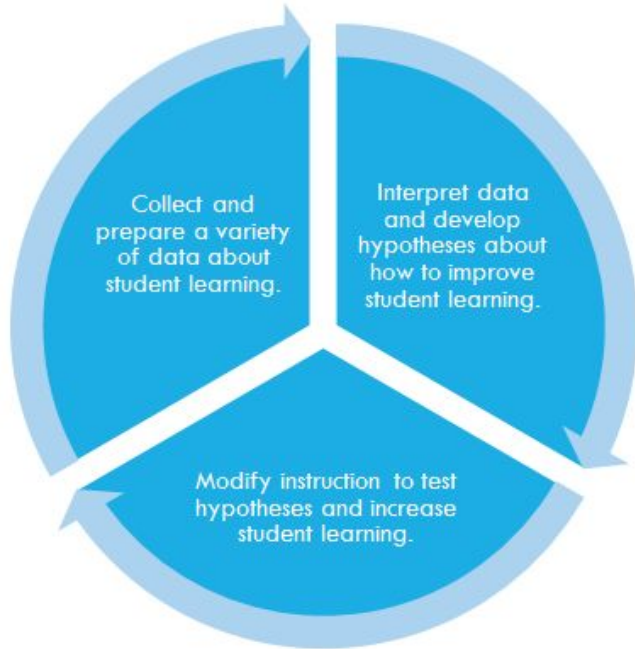 Collect and
prepare a variety
of data about
student learning.
Interpret data
and develop
hypotheses about
how to improve
student learning.
Modify instruction to test
hypotheses and increase
student learning.